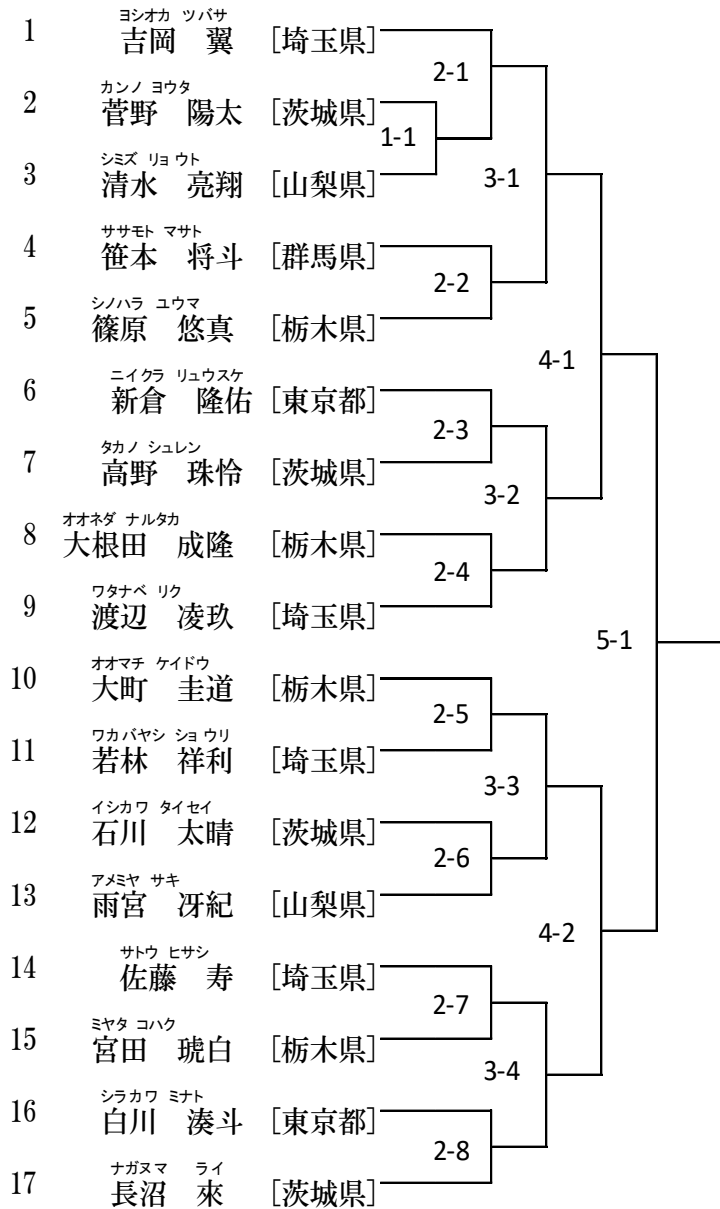 ヨシオカ ツバサ
1 吉岡 翼 [埼玉県]
2-1
カンノ ヨウタ
2 菅野 陽太 [茨城県]
1-1
シミズ リョウト
3 清水 亮翔 [山梨県]
3-1
ササモト マサト
4 笹本 将斗 [群馬県]
2-2
シノハラ ユウマ
5 篠原 悠真 [栃木県]
4-1
ニイクラ リュウスケ
6 新倉 隆佑 [東京都]
2-3
タカノ シュレン
7 高野 珠怜 [茨城県]
3-2
オオネダ ナルタカ
8 大根田 成隆 [栃木県]
2-4
ワタナベ リク
9 渡辺 凌玖 [埼玉県]
5-1
オオマチ ケイドウ
10 大町 圭道 [栃木県]
2-5
ワカバヤシ ショウリ
11 若林 祥利 [埼玉県]
3-3
イシカワ タイセイ
12 石川 太晴 [茨城県]
2-6
アメミヤ サキ
13 雨宮 冴紀 [山梨県]
4-2
サトウ ヒサシ
14 佐藤 寿 [埼玉県]
2-7
ミヤタ コハク
15 宮田 琥白 [栃木県]
3-4
シラカワ ミナト
16 白川 湊斗 [東京都]
2-8
ナガヌマ ライ
17 長沼 來 [茨城県]